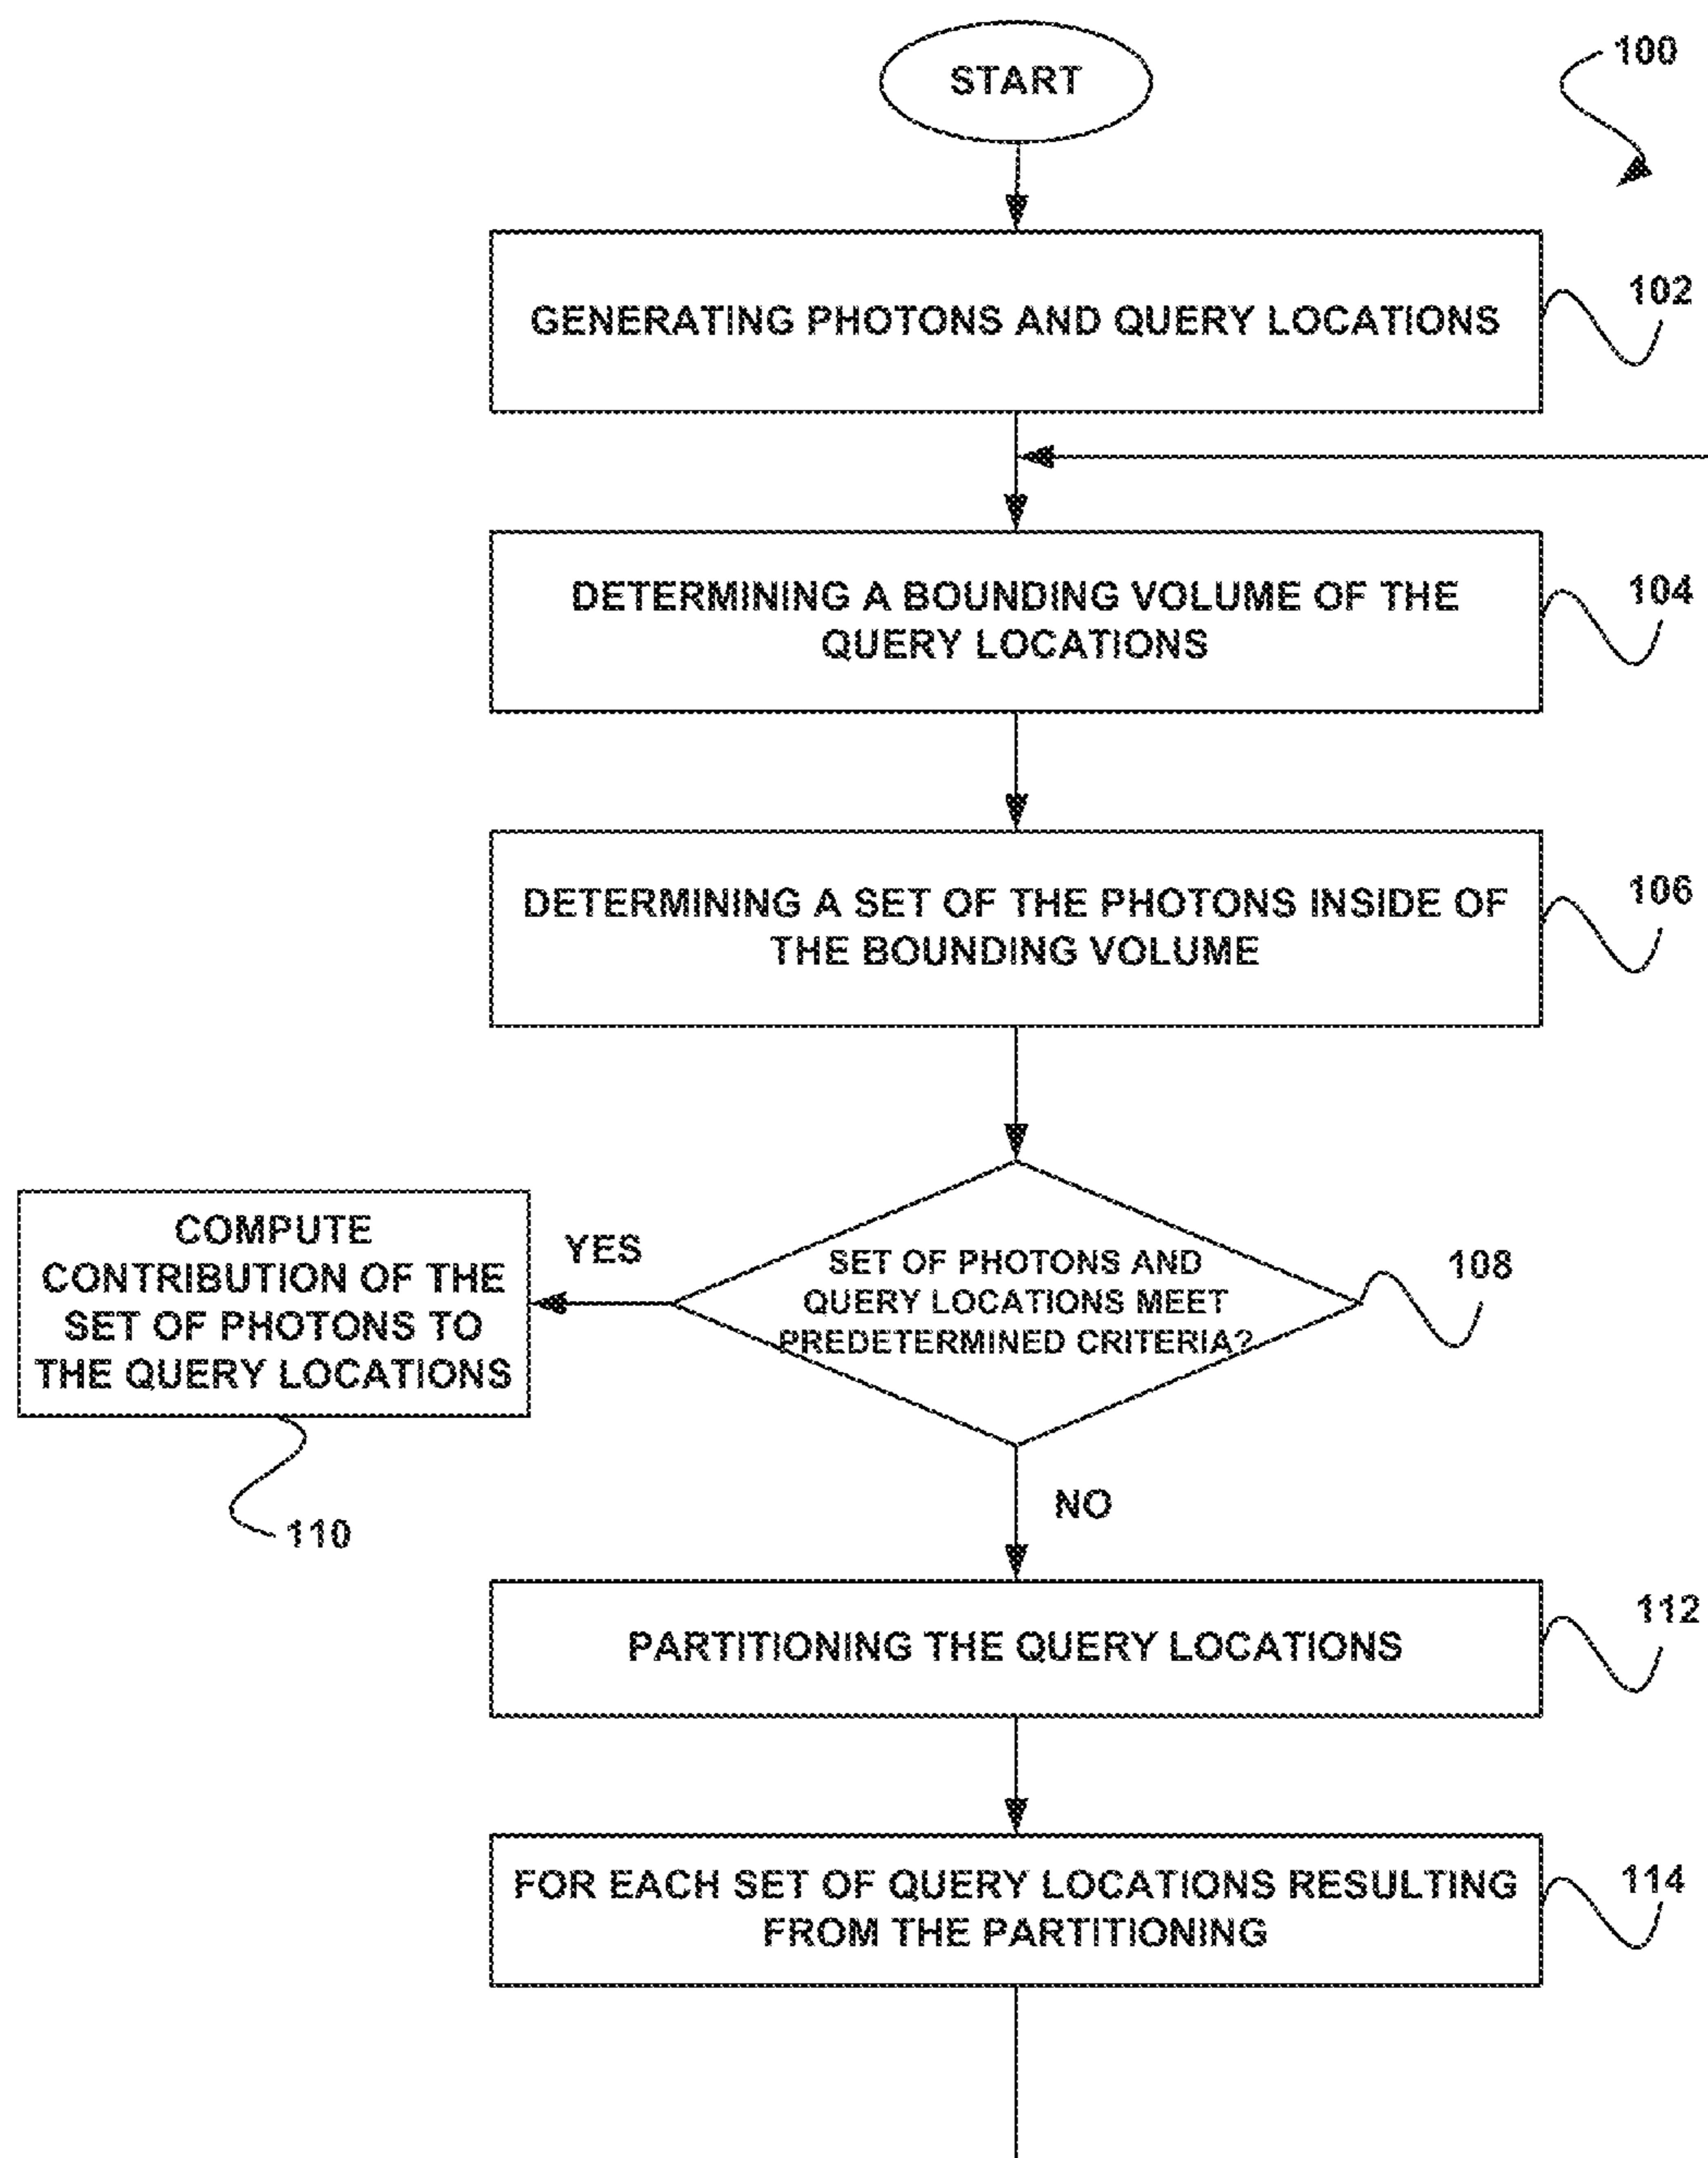 START
100
GENERATING PHOTONS AND QUERY LOCATIONS
102
DETERMINING A BOUNDING VOLUME OF THE
QUERY LOCATIONS
104
DETERMINING A SET OF THE PHOTONS INSIDE OF
THE BOUNDING VOLUME
106
SET OF PHOTONS AND
QUERY LOCATIONS MEET
PREDETERMINED CRITERIA?
108
YES
COMPUTE
CONTRIBUTION OF THE
SET OF PHOTONS TO
THE QUERY LOCATIONS
110
NO
PARTITIONING THE QUERY LOCATIONS
112
FOR EACH SET OF QUERY LOCATIONS RESULTING
FROM THE PARTITIONING
114